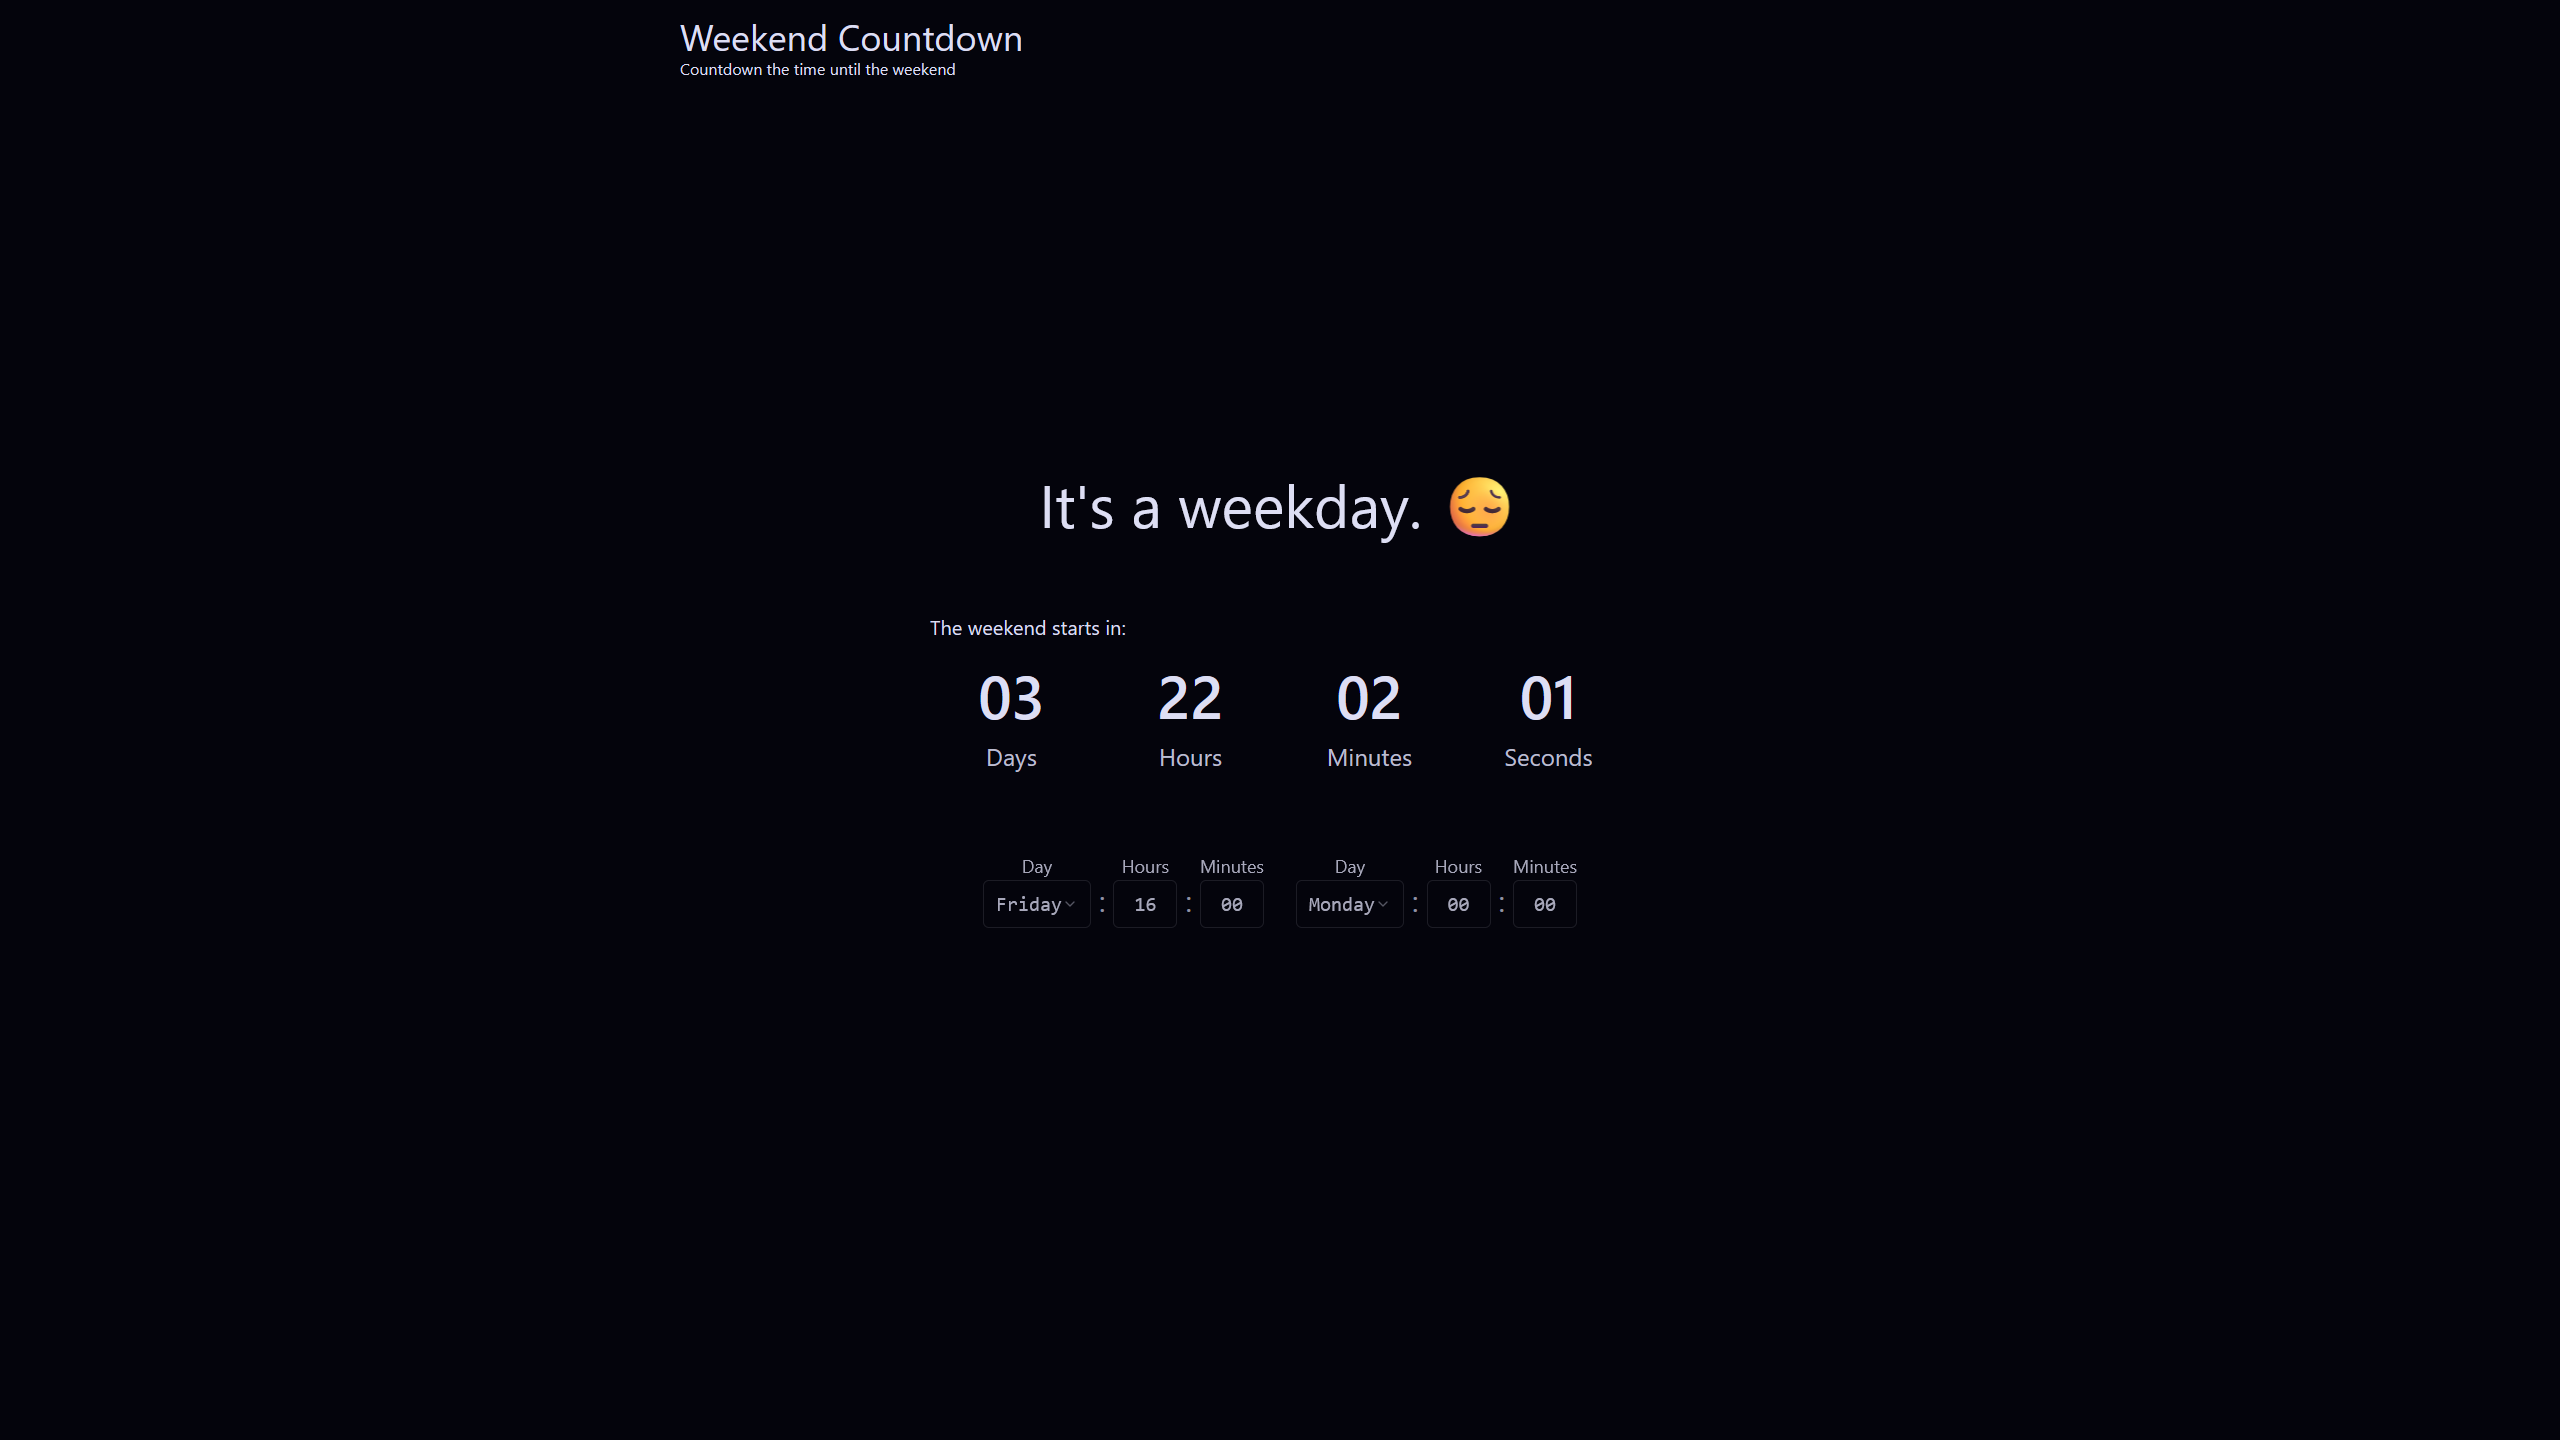 Weekend Countdown
Countdown the time until the weekend
It's a weekday. 😔
The weekend starts in:
03 22 02 01
Days Hours Minutes Seconds
Day Hours Minutes Day Hours Minutes
Friday : 16 : 00 Monday : 00 : 00